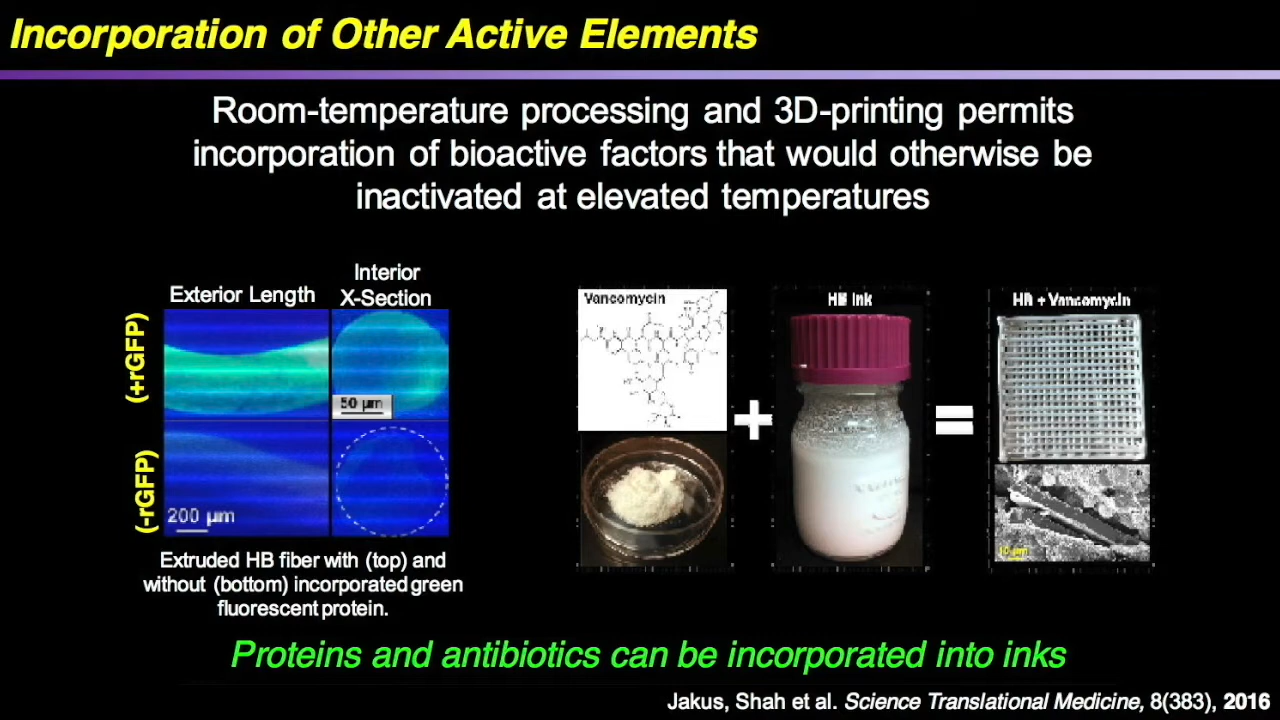 Incorporation of Other Active Elements
Room-temperature processing and 3D-printing permits
incorporation of bioactive factors that would otherwise be
inactivated at elevated temperatures
Exterior Length
Interior
X-Section
(+rGFP)
50 µm
(-rGFP)
200 µm
Extruded HB fiber with (top) and
without (bottom) incorporated green
fluorescent protein.
Vancomycin
+
HB Ink
=
HB + Vancomycin
10 µm
Proteins and antibiotics can be incorporated into inks
Jakus, Shah et al. Science Translational Medicine, 8(383), 2016